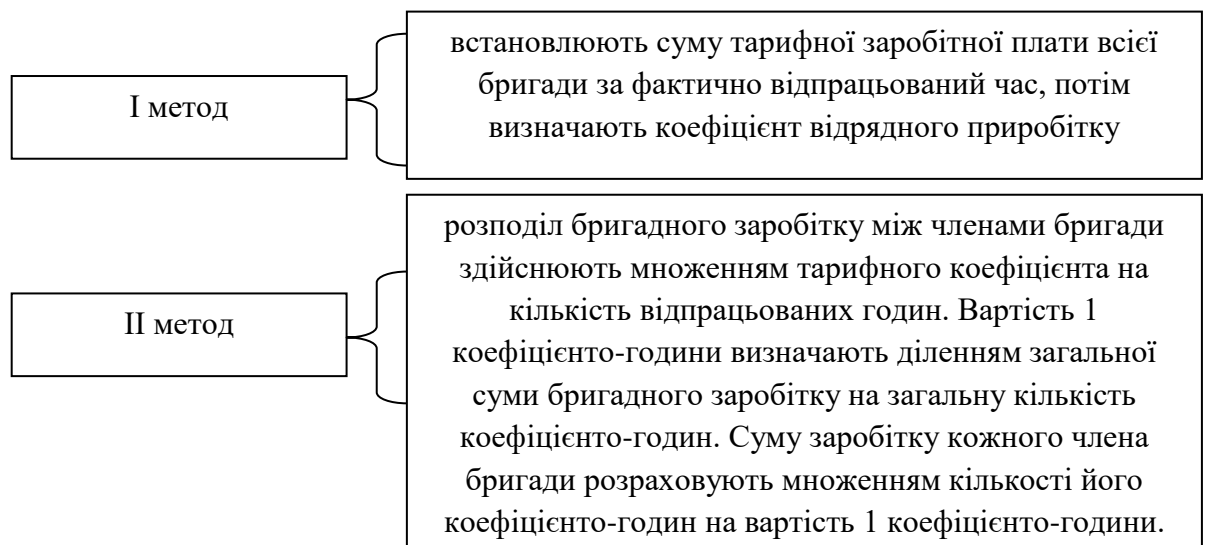 І метод
встановлюють суму тарифної заробітної плати всієї
бригади за фактично відпрацьований час, потім
визначають коефіцієнт відрядного приробітку
ІІ метод
розподіл бригадного заробітку між членами бригади
здійснюють множенням тарифного коефіцієнта на
кількість відпрацьованих годин. Вартість 1
коефіцієнто-години визначають діленням загальної
суми бригадного заробітку на загальну кількість
коефіцієнто-годин. Суму заробітку кожного члена
бригади розраховують множенням кількості його
коефіцієнто-годин на вартість 1 коефіцієнто-години.